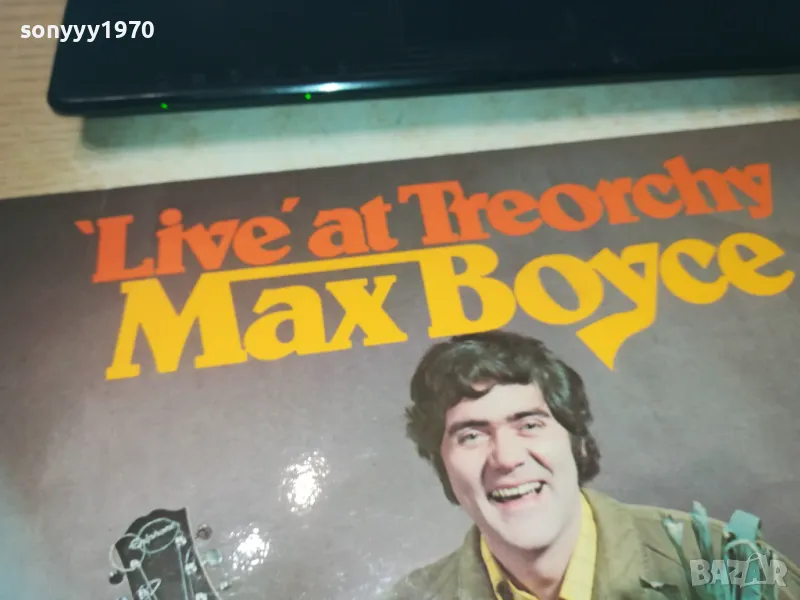 sonyyy1970
'Live' at Treorchy
Max Boyce
BAZAR